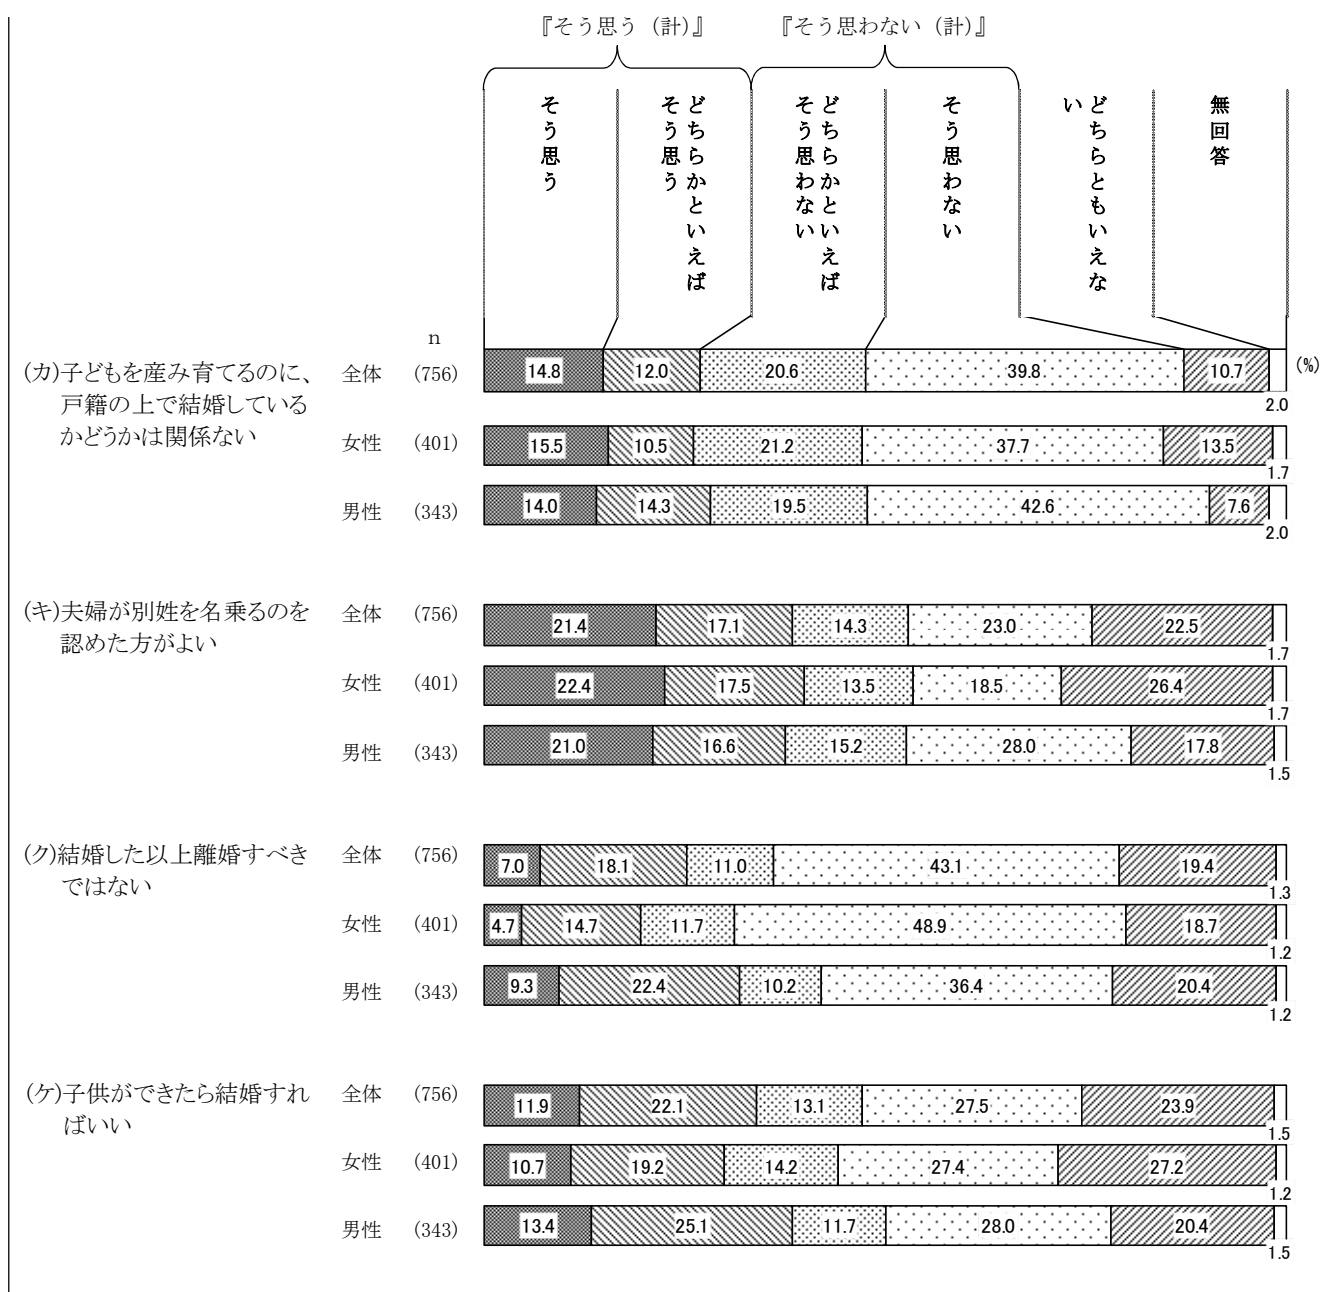 『そう思う（計）』
『そう思わない（計）』
そう思う
どちらかといえば
そう思う
どちらかといえば
そう思わない
そう思わない
どちらともいえな
い
無回答
n
(%)
(カ)子どもを産み育てるのに、
戸籍の上で結婚している
かどうかは関係ない
全体 (756) 14.8 12.0 20.6 39.8 10.7 2.0
女性 (401) 15.5 10.5 21.2 37.7 13.5 1.7
男性 (343) 14.0 14.3 19.5 42.6 7.6 2.0
(キ)夫婦が別姓を名乗るのを
認めた方がよい
全体 (756) 21.4 17.1 14.3 23.0 22.5 1.7
女性 (401) 22.4 17.5 13.5 18.5 26.4 1.7
男性 (343) 21.0 16.6 15.2 28.0 17.8 1.5
(ク)結婚した以上離婚すべき
ではない
全体 (756) 7.0 18.1 11.0 43.1 19.4 1.3
女性 (401) 4.7 14.7 11.7 48.9 18.7 1.2
男性 (343) 9.3 22.4 10.2 36.4 20.4 1.2
(ケ)子供ができたら結婚すれ
ばいい
全体 (756) 11.9 22.1 13.1 27.5 23.9 1.5
女性 (401) 10.7 19.2 14.2 27.4 27.2 1.2
男性 (343) 13.4 25.1 11.7 28.0 20.4 1.5